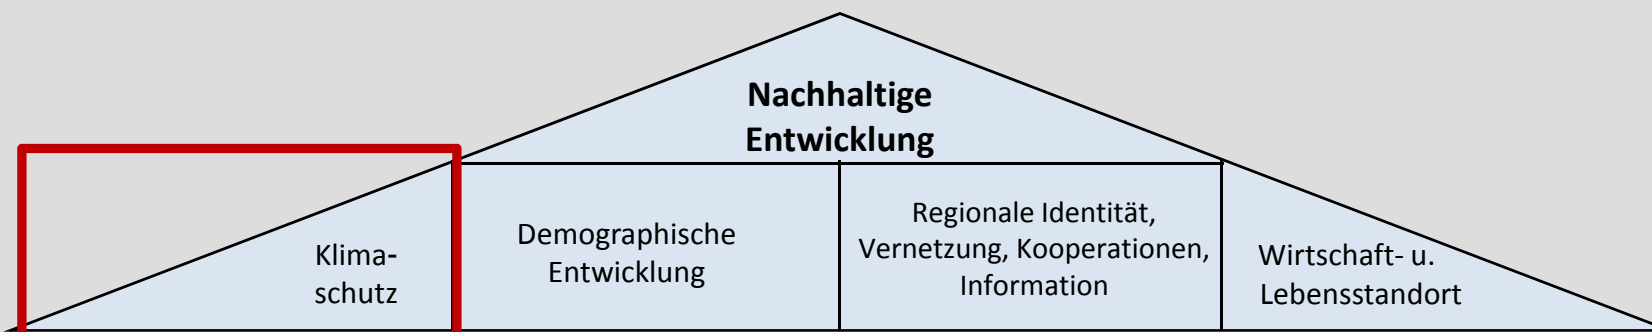 Nachhaltige
Entwicklung
Klima-
schutz
Demographische
Entwicklung
Regionale Identität,
Vernetzung, Kooperationen,
Information
Wirtschaft- u.
Lebensstandort